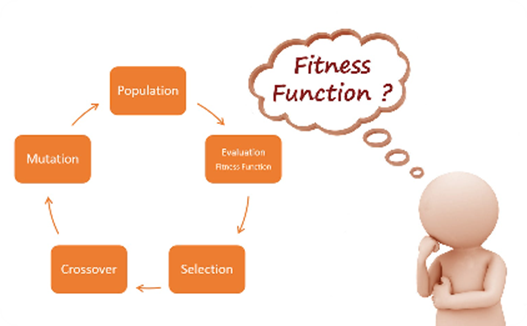 Fitness
Function ?
Population
Evaluation
Fitness Function
Selection
Crossover
Mutation